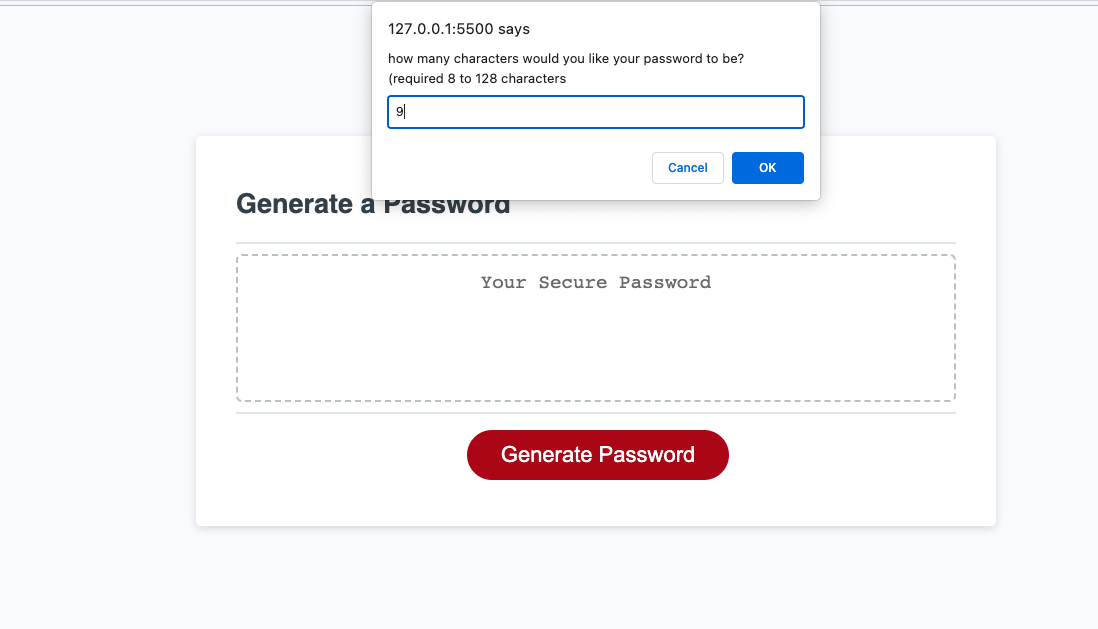 127.0.0.1:5500 says
how many characters would you like your password to be?
(required 8 to 128 characters
9
Cancel
OK
Generate a Password
Your Secure Password
Generate Password